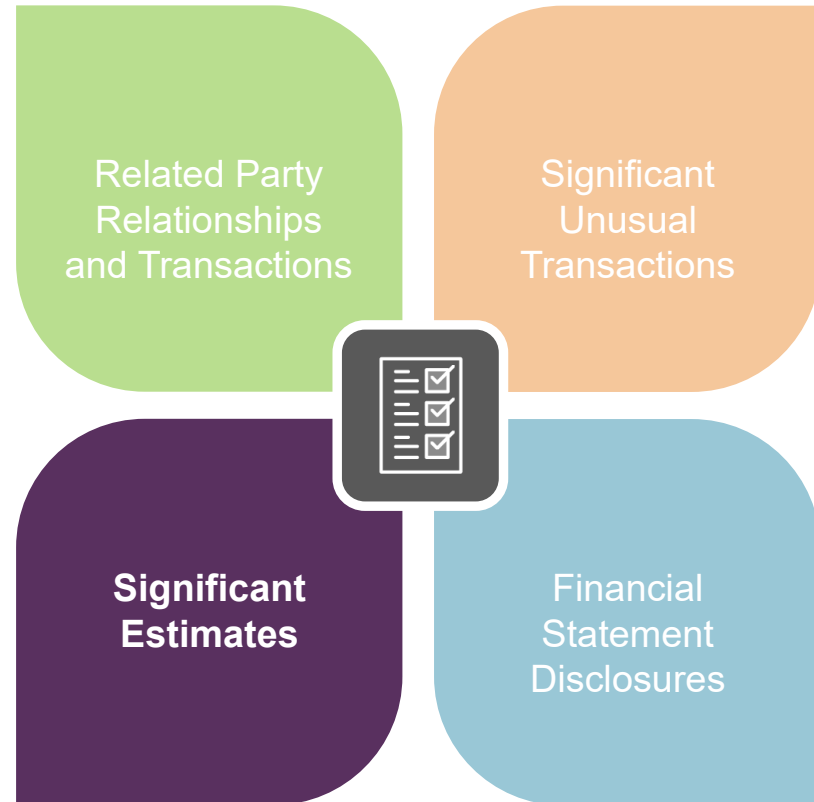 Related Party
Relationships
and Transactions
Significant
Unusual
Transactions
Significant
Estimates
Financial
Statement
Disclosures